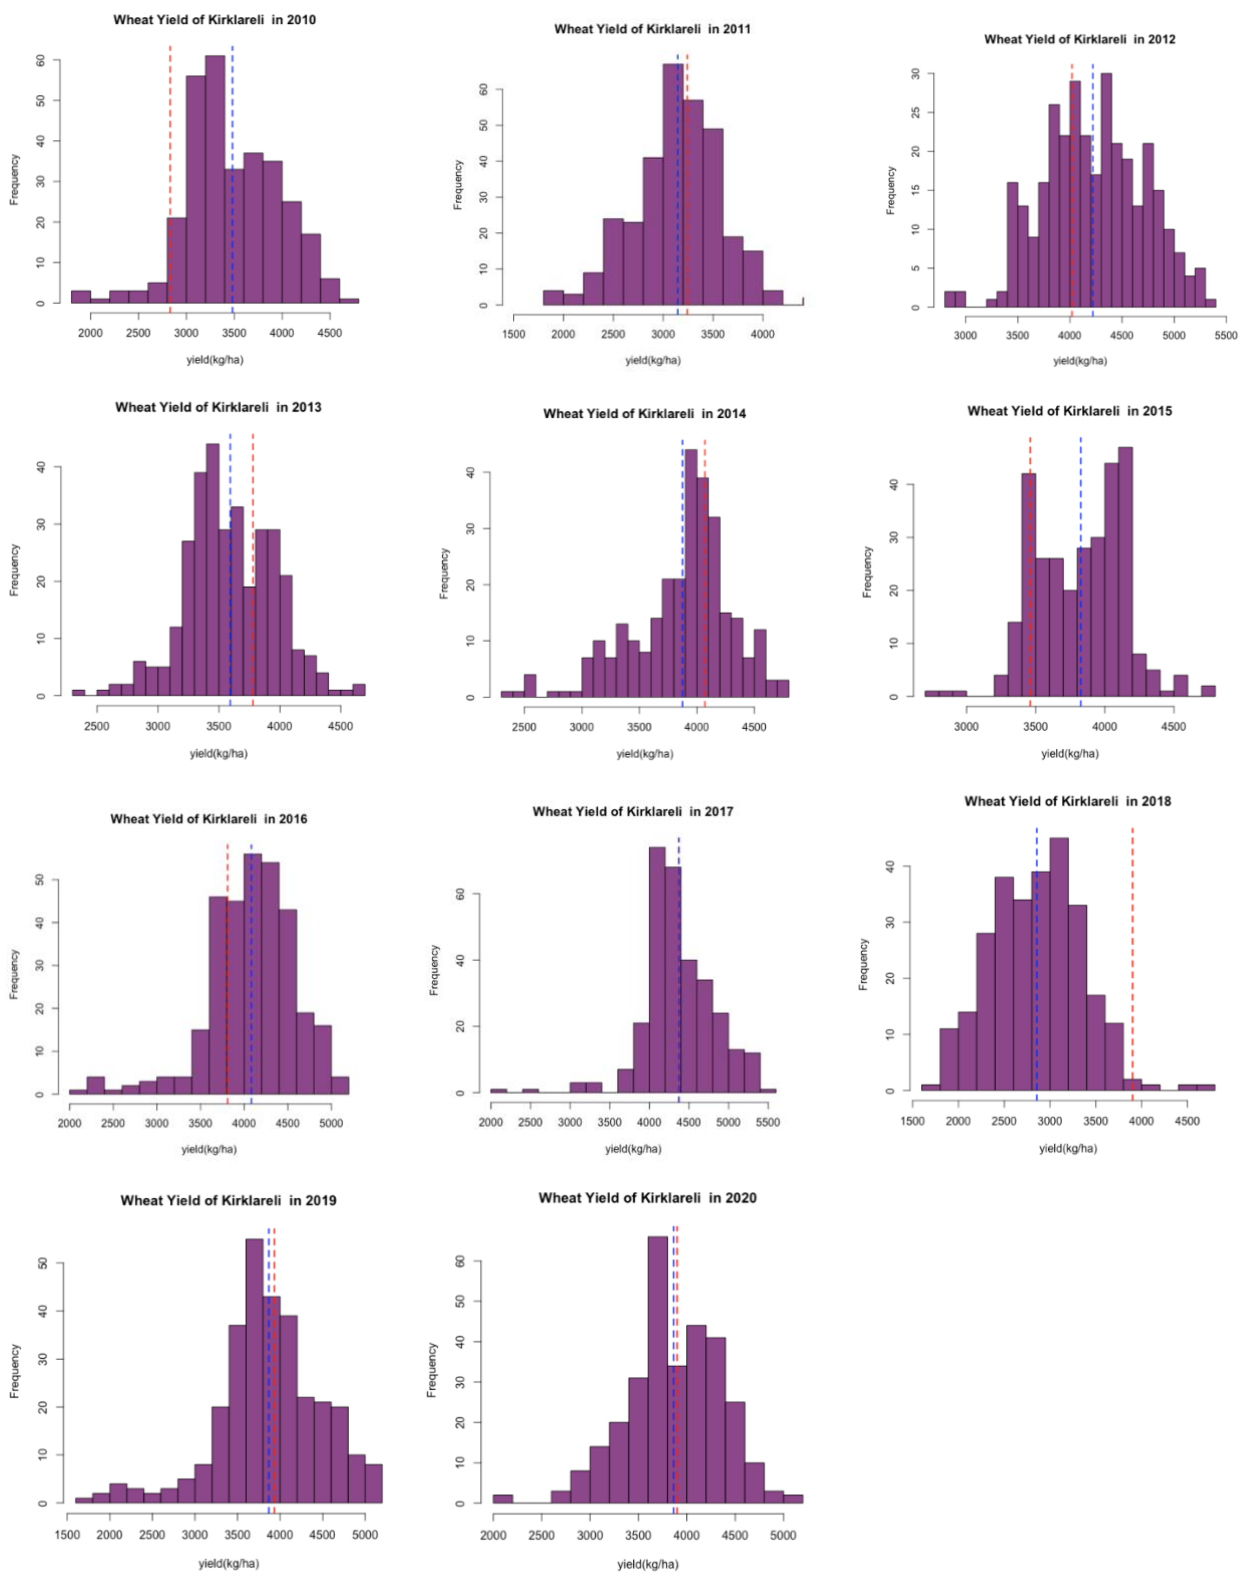 Wheat Yield of Kirklareli in 2010
Frequency
0 10 20 30 40 50 60
2000 2500 3000 3500 4000 4500
yield(kg/ha)
Wheat Yield of Kirklareli in 2011
Frequency
0 10 20 30 40 50 60
1500 2000 2500 3000 3500 4000
yield(kg/ha)
Wheat Yield of Kirklareli in 2012
Frequency
0 5 10 15 20 25 30
3000 3500 4000 4500 5000 5500
yield(kg/ha)
Wheat Yield of Kirklareli in 2013
Frequency
0 10 20 30 40
2500 3000 3500 4000 4500
yield(kg/ha)
Wheat Yield of Kirklareli in 2014
Frequency
0 10 20 30 40
2500 3000 3500 4000 4500
yield(kg/ha)
Wheat Yield of Kirklareli in 2015
Frequency
0 10 20 30 40
3000 3500 4000 4500
yield(kg/ha)
Wheat Yield of Kirklareli in 2016
Frequency
0 10 20 30 40 50
2000 2500 3000 3500 4000 4500 5000
yield(kg/ha)
Wheat Yield of Kirklareli in 2017
Frequency
0 20 40 60
2000 2500 3000 3500 4000 4500 5000 5500
yield(kg/ha)
Wheat Yield of Kirklareli in 2018
Frequency
0 10 20 30 40
1500 2000 2500 3000 3500 4000 4500
yield(kg/ha)
Wheat Yield of Kirklareli in 2019
Frequency
0 10 20 30 40 50
1500 2000 2500 3000 3500 4000 4500 5000
yield(kg/ha)
Wheat Yield of Kirklareli in 2020
Frequency
0 10 20 30 40 50 60
2000 2500 3000 3500 4000 4500 5000
yield(kg/ha)